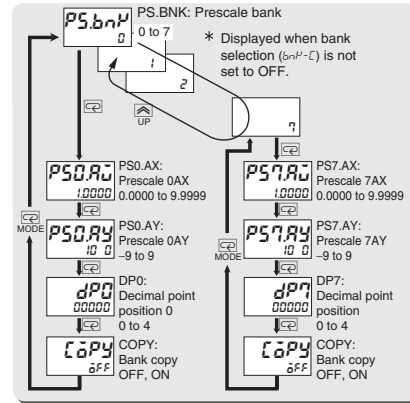 PS.BNK: Prescale bank
PS.bnK
0
0 to 7
1
2
* Displayed when bank
selection (bnK-C) is not
set to OFF.
UP
7
PS0.AX
1.0000
PS0.AX:
Prescale 0AX
0.0000 to 9.9999
PS7.AX
1.0000
PS7.AX:
Prescale 7AX
0.0000 to 9.9999
MODE
PS0.AY
10 0
PS0.AY:
Prescale 0AY
−9 to 9
MODE
PS7.AY
10 0
PS7.AY:
Prescale 7AY
−9 to 9
dP0
00000
DP0:
Decimal point
position 0
0 to 4
dP7
00000
DP7:
Decimal point
position
0 to 4
CoPY
oFF
COPY:
Bank copy
OFF, ON
CoPY
oFF
COPY:
Bank copy
OFF, ON